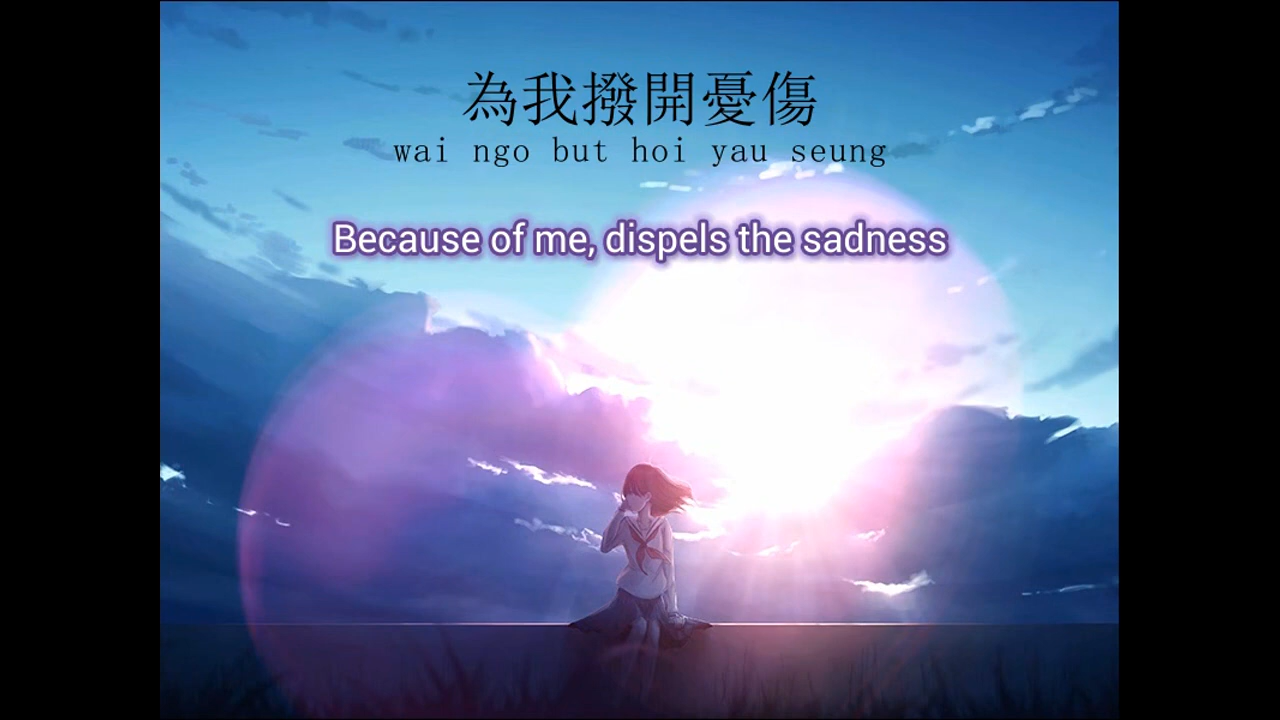 為我撥開憂傷
wai ngo but hoi yau seung
Because of me, dispels the sadness